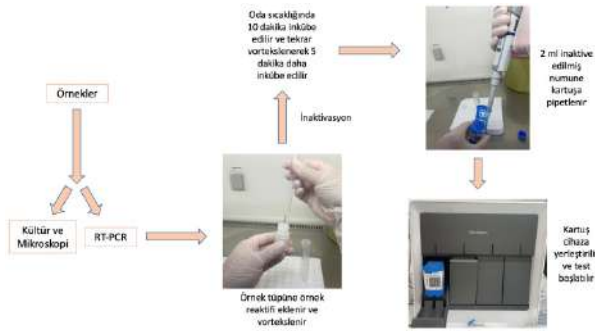 Örnekler
Kültür ve
Mikroskopi
RT-PCR
Örnek tüpüne örnek
reaktifi eklenir ve
vortekslenir
İnaktivasyon
Oda sıcaklığında
10 dakika inkübe
edilir ve tekrar
vortekslenerek 5
dakika daha
inkübe edilir
2 ml inaktive
edilmiş
numune
kartuşa
pipetlenir
Kartuş
cihaza
yerleştirili
ve test
başlatılır